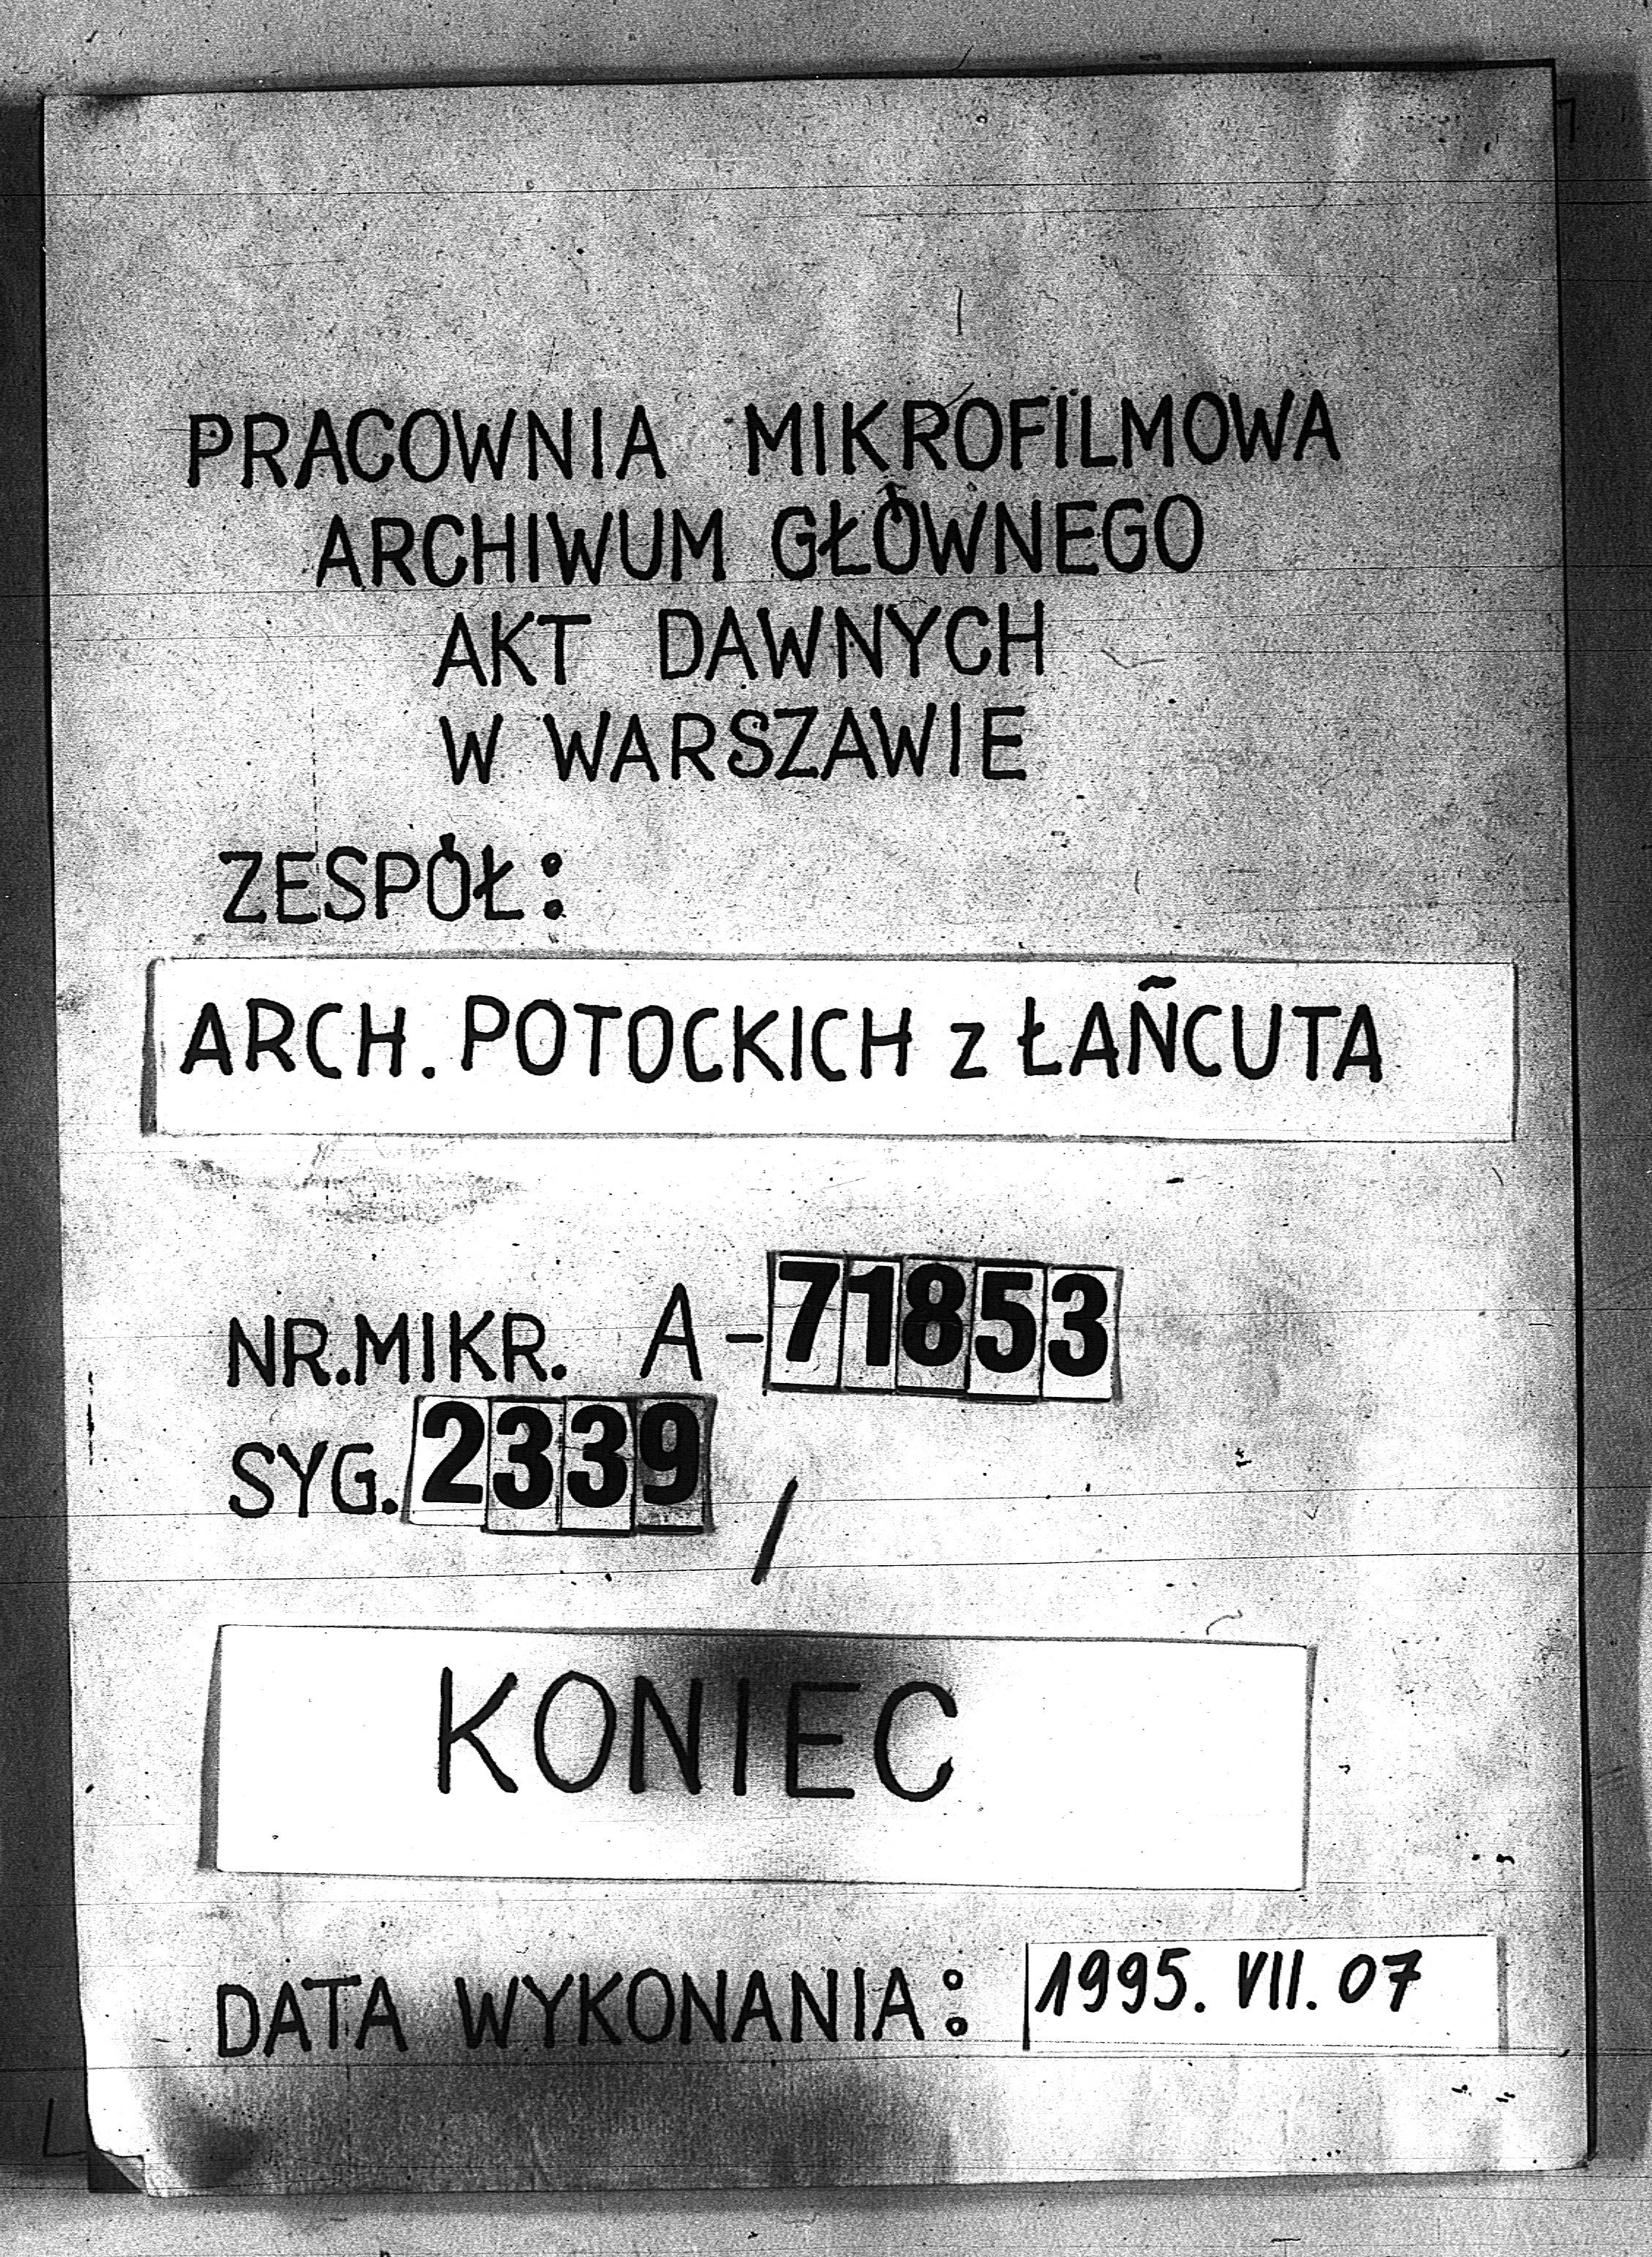 PRACOWNIA MIKROFILMOWA
ARCHIWUM GŁÓWNEGO
AKT DAWNYCH
W WARSZAWIE
ZESPÓŁ:
ARCH. POTOCKICH z ŁAŃCUTA
NR.MIKR. A-71853
SYG. 2339 /
KONIEC
DATA WYKONANIA: 1995. VII. 07